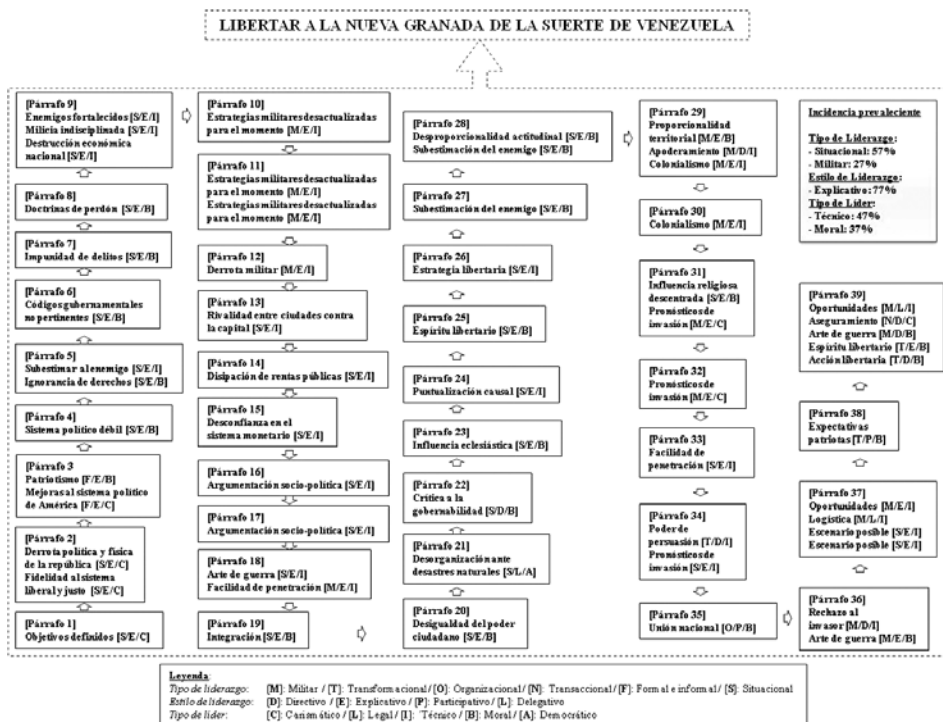 LIBERTAR A LA NUEVA GRANADA DE LA SUERTE DE VENEZUELA
[Párrafo 1]
Objetivos definidos [S/E/C]
[Párrafo 2]
Derrota política y física
de la república [S/E/C]
Fidelidad al sistema
liberal y justo [S/E/C]
[Párrafo 3
Patriotismo [F/E/B]
Mejoras al sistema político
de América [F/E/C]
[Párrafo 4]
Sistema político débil [S/E/B]
[Párrafo 5]
Subestimar al enemigo [S/E/I]
Ignorancia de derechos [S/E/B]
[Párrafo 6]
Códigos gubernamentales
no pertinentes [S/E/B]
[Párrafo 7]
Impunidad de delitos [S/E/B]
[Párrafo 8]
Doctrinas de perdón [S/E/B]
[Párrafo 9]
Enemigos fortalecidos [S/E/I]
Milicia indisciplinada [S/E/I]
Destrucción económica
nacional [S/E/I]
[Párrafo 10]
Estrategias militares desactualizadas
para el momento [M/E/I]
[Párrafo 11]
Estrategias militares desactualizadas
para el momento [M/E/I]
Estrategias militares desactualizadas
para el momento [M/E/I]
[Párrafo 12]
Derrota militar [M/E/I]
[Párrafo 13]
Rivalidad entre ciudades contra
la capital [S/E/I]
[Párrafo 14]
Disipación de rentas públicas [S/E/I]
[Párrafo 15]
Desconfianza en el
sistema monetario [S/E/I]
[Párrafo 16]
Argumentación socio-política [S/E/I]
[Párrafo 17]
Argumentación socio-política [S/E/I]
[Párrafo 18]
Arte de guerra [S/E/I]
Facilidad de penetración [M/E/I]
[Párrafo 19]
Integración [S/E/B]
[Párrafo 20]
Desigualdad del poder
ciudadano [S/E/B]
[Párrafo 21]
Desorganización ante
desastres naturales [S/L/A]
[Párrafo 22]
Crítica a la
gobernabilidad [S/D/B]
[Párrafo 23]
Influencia eclesiástica [S/E/B]
[Párrafo 24]
Puntualización causal [S/E/I]
[Párrafo 25]
Espíritu libertario [S/E/B]
[Párrafo 26]
Estrategia libertaria [S/E/I]
[Párrafo 27]
Subestimación del enemigo [S/E/B]
[Párrafo 28]
Desproporcionalidad actitudinal [S/E/B]
Subestimación del enemigo [S/E/B]
[Párrafo 29]
Proporcionalidad
territorial [M/E/B]
Apoderamiento [M/D/I]
Colonialismo [M/E/I]
[Párrafo 30]
Colonialismo [M/E/I]
[Párrafo 31]
Influencia religiosa
descentrada [S/E/B]
Pronósticos de
invasión [M/E/C]
[Párrafo 32]
Pronósticos de
invasión [M/E/C]
[Párrafo 33]
Facilidad de
penetración [S/E/I]
[Párrafo 34]
Poder de
persuasión [T/D/I]
Pronósticos de
invasión [S/E/I]
[Párrafo 35]
Unión nacional [O/P/B]
[Párrafo 36]
Rechazo al
invasor [M/D/I]
Arte de guerra [M/E/B]
[Párrafo 37]
Oportunidades [M/E/I]
Logística [M/L/I]
Escenario posible [S/E/I]
Escenario posible [S/E/I]
[Párrafo 38]
Expectativas
patriotas [T/P/B]
[Párrafo 39]
Oportunidades [M/L/I]
Aseguramiento [N/D/C]
Arte de guerra [M/D/B]
Espíritu libertario [T/E/B]
Acción libertaria [T/D/B]
Incidencia prevaleciente
Tipo de Liderazgo:
- Situacional: 57%
- Militar: 27%
Estilo de Liderazgo:
- Explicativo: 77%
Tipo de Líder:
- Técnico: 47%
- Moral: 37%
Leyenda:
Tipo de liderazgo: [M]: Militar / [T]: Transformacional / [O]: Organizacional / [N]: Transaccional / [F]: Formal e informal / [S]: Situacional
Estilo de liderazgo: [D]: Directivo / [E]: Explicativo / [P]: Participativo / [L]: Delegativo
Tipo de líder: [C]: Carismático / [L]: Legal / [I]: Técnico / [B]: Moral / [A]: Democrático